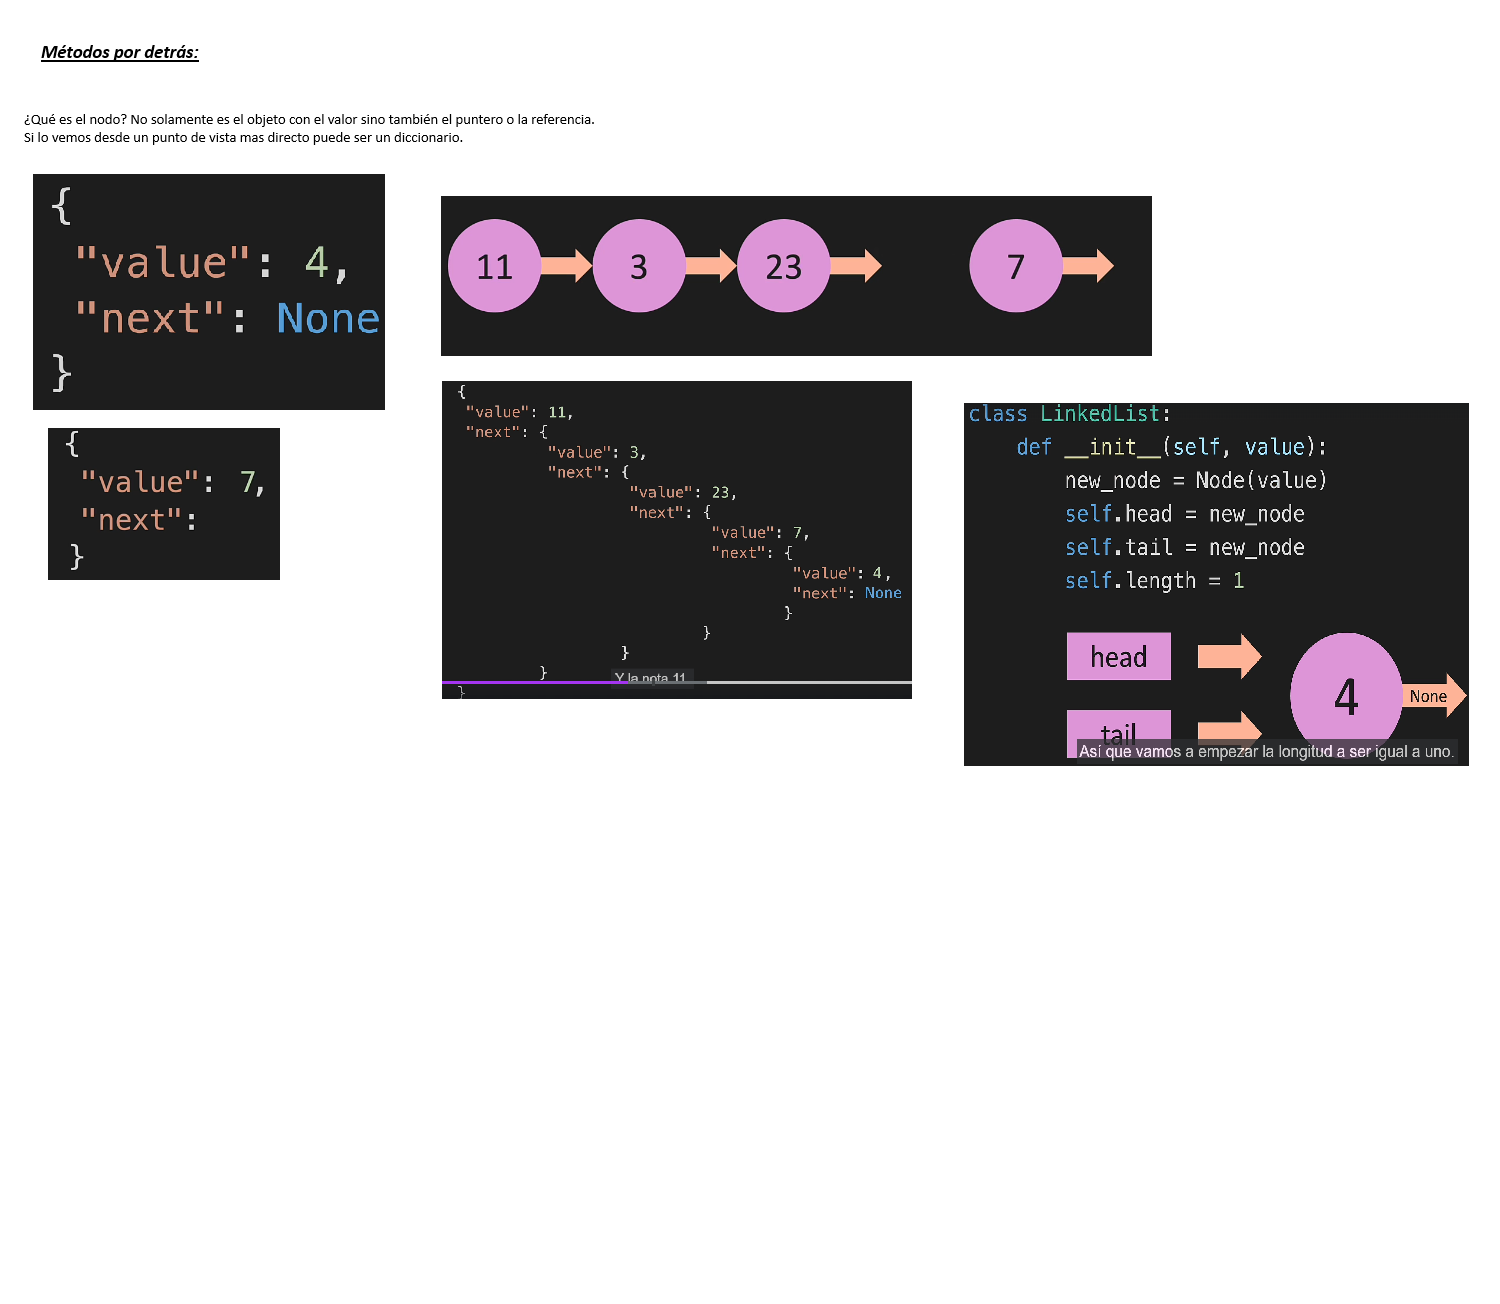 Métodos por detrás:
¿Qué es el nodo? No solamente es el objeto con el valor sino también el puntero o la referencia.
Si lo vemos desde un punto de vista mas directo puede ser un diccionario.
{
"value": 4,
"next": None
}
11 3 23 7
{
"value": 7,
"next":
}
{
"value": 11,
"next": {
"value": 3,
"next": {
"value": 23,
"next": {
"value": 7,
"next": {
"value": 4,
"next": None
}
}
}
}
Y la nota 11
}
class LinkedList:
def __init__(self, value):
new_node = Node(value)
self.head = new_node
self.tail = new_node
self.length = 1
head
4
None
tail
Así que vamos a empezar la longitud a ser igual a uno.